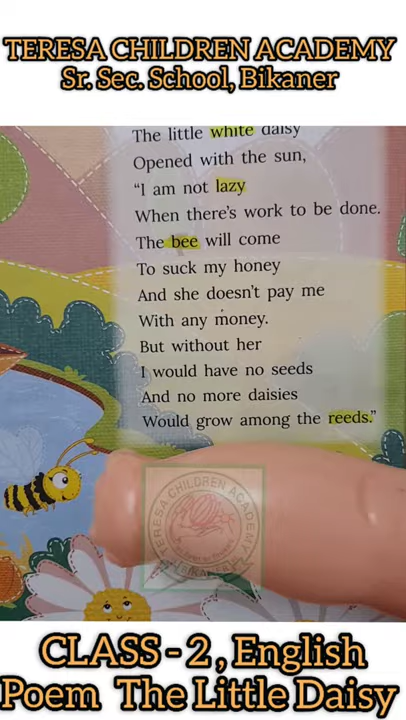 TERESA CHILDREN ACADEMY
Sr. Sec. School, Bikaner
The little white daisy
Opened with the sun,
“I am not lazy
When there's work to be done.
The bee will come
To suck my honey
And she doesn't pay me
With any money.
But without her
I would have no seeds
And no more daisies
Would grow among the reeds.”
TERESA CHILDREN ACADEMY
(BIKANER)
CLASS - 2 , English
Poem The Little Daisy